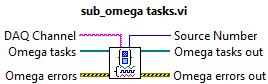 sub_omega tasks.vi
DAQ Channel
Source Number
Omega tasks
Omega tasks out
Omega errors
Omega errors out